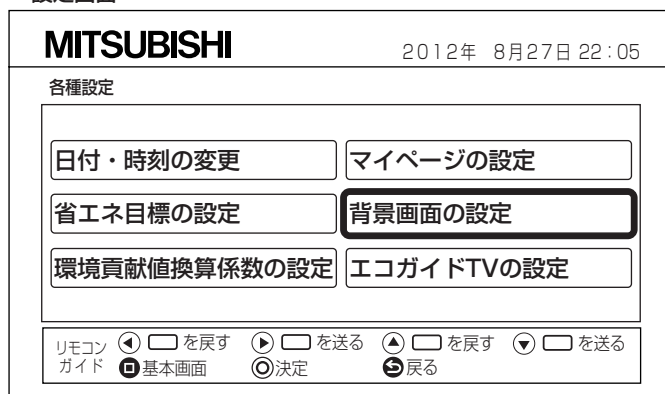 MITSUBISHI 2012年 8月27日 22:05
各種設定
日付・時刻の変更 マイページの設定
省エネ目標の設定 背景画面の設定
環境貢献値換算係数の設定 エコガイドTVの設定
リモコン を戻す を送る を戻す を送る
ガイド 基本画面 決定 戻る